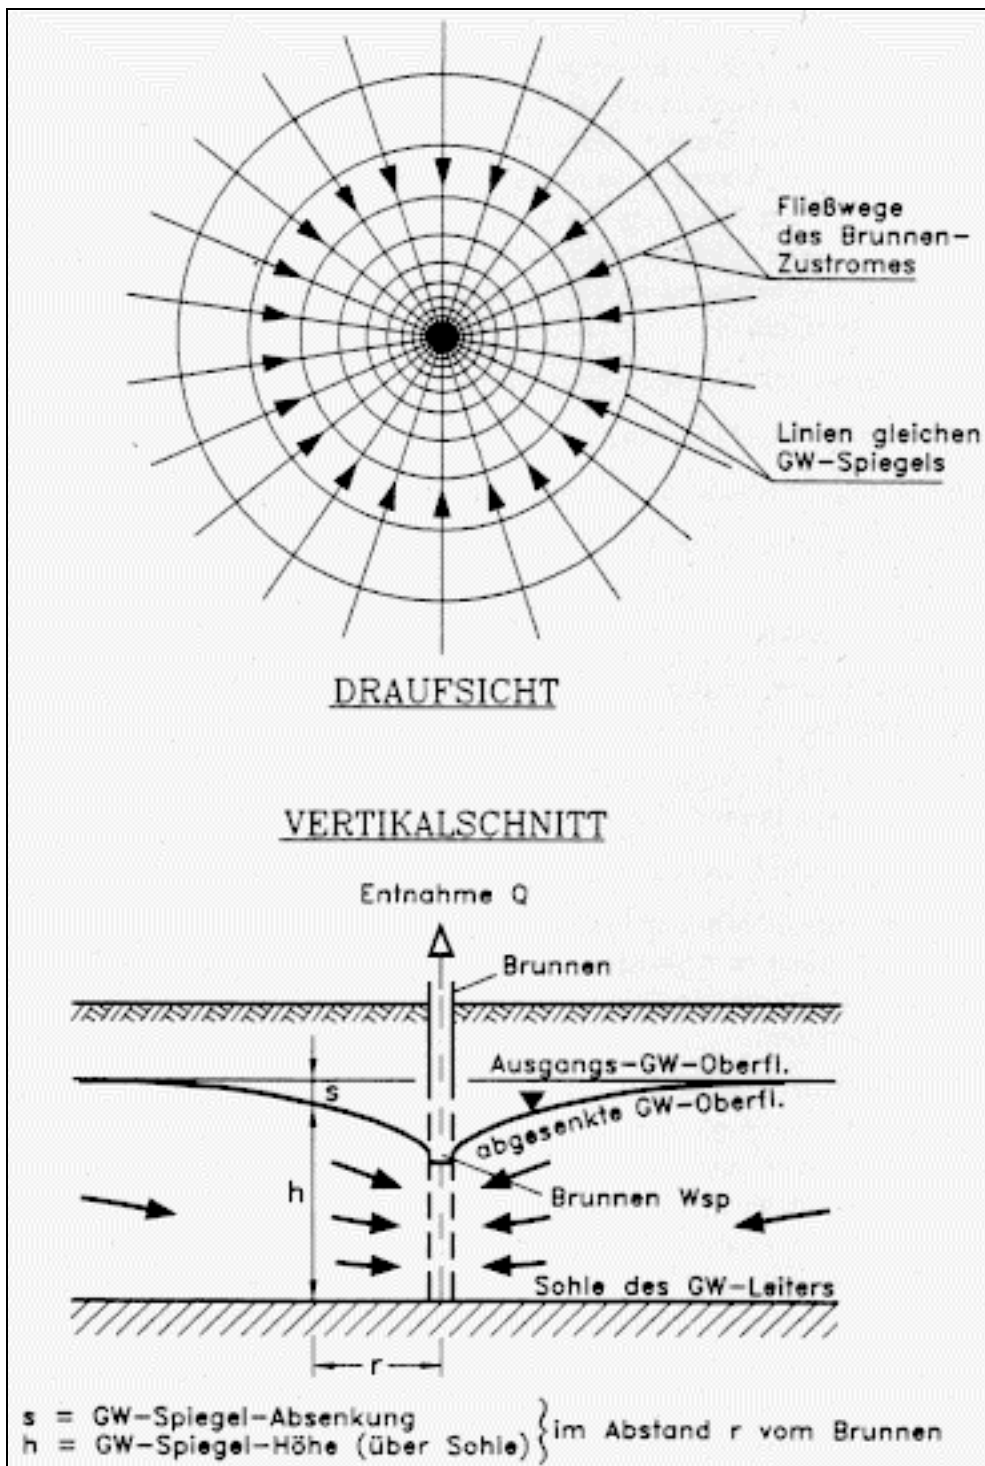 Fließwege
des Brunnen-
Zustromes
Linien gleichen
GW-Spiegels
DRAUFSICHT
VERTIKALSCHNITT
Entnahme Q
Brunnen
Ausgangs-GW-Oberfl.
s
abgesenkte GW-Oberfl.
h
Brunnen Wsp
Sohle des GW-Leiters
r
s = GW-Spiegel-Absenkung
h = GW-Spiegel-Höhe (über Sohle)
im Abstand r vom Brunnen